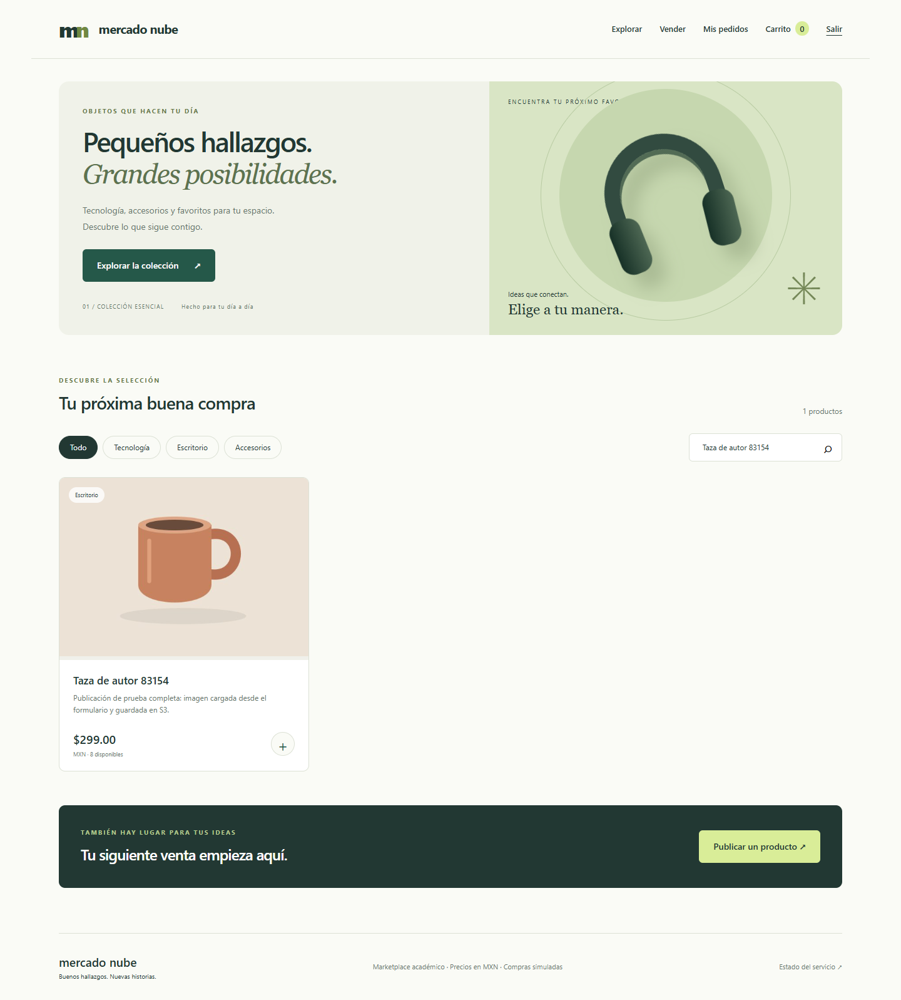 mn mercado nube
Explorar Vender Mis pedidos Carrito 0 Salir
OBJETOS QUE HACEN TU DÍA
Pequeños hallazgos.
Grandes posibilidades.
Tecnología, accesorios y favoritos para tu espacio.
Descubre lo que sigue contigo.
Explorar la colección ↗
01 / COLECCIÓN ESENCIAL Hecho para tu día a día
ENCUENTRA TU PRÓXIMO
Ideas que conectan.
Elige a tu manera.
DESCUBRE LA SELECCIÓN
Tu próxima buena compra
1 productos
Todo Tecnología Escritorio Accesorios
Taza de autor 83154
Escritorio
Taza de autor 83154
Publicación de prueba completa: imagen cargada desde el
formulario y guardada en S3.
$299.00
MXN · 8 disponibles
+
TAMBIÉN HAY LUGAR PARA TUS IDEAS
Tu siguiente venta empieza aquí.
Publicar un producto ↗
mercado nube
Buenos hallazgos. Nuevas historias.
Marketplace académico · Precios en MXN · Compras simuladas
Estado del servicio ↗